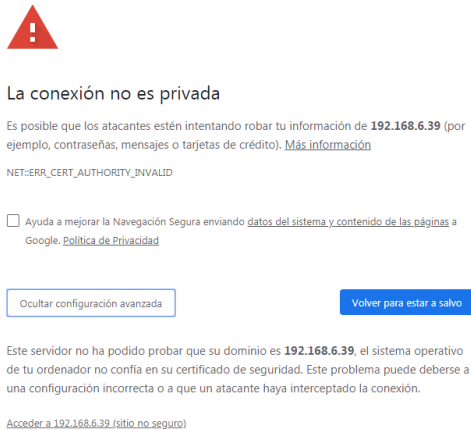 La conexión no es privada
Es posible que los atacantes estén intentando robar tu información de 192.168.6.39 (por
ejemplo, contraseñas, mensajes o tarjetas de crédito). Más información
NET::ERR_CERT_AUTHORITY_INVALID
Ayuda a mejorar la Navegación Segura enviando datos del sistema y contenido de las páginas a
Google. Política de Privacidad
Ocultar configuración avanzada
Volver para estar a salvo
Este servidor no ha podido probar que su dominio es 192.168.6.39, el sistema operativo
de tu ordenador no confía en su certificado de seguridad. Este problema puede deberse a
una configuración incorrecta o a que un atacante haya interceptado la conexión.
Acceder a 192.168.6.39 (sitio no seguro)